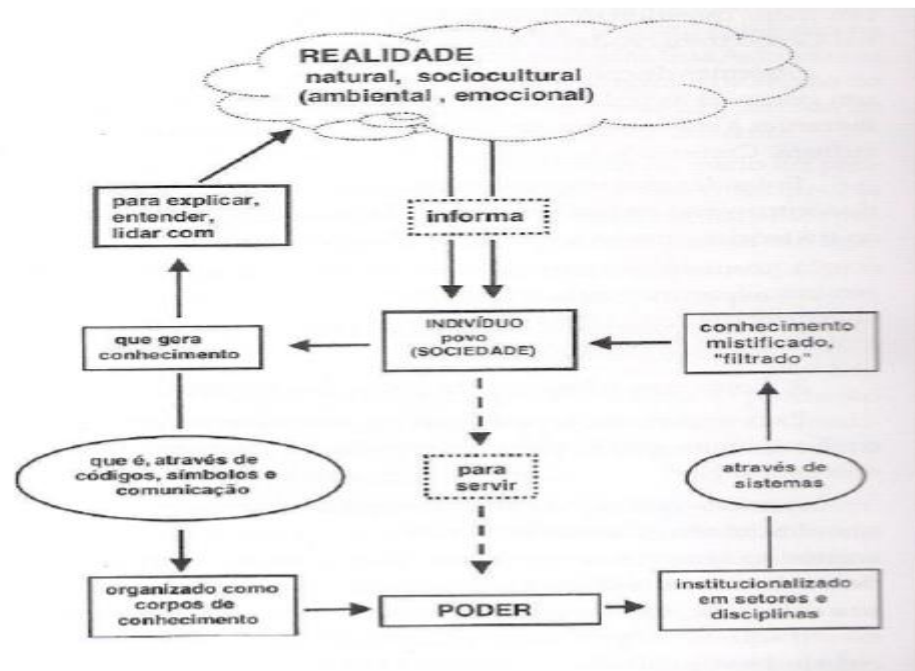 REALIDADE
natural, sociocultural
(ambiental, emocional)
para explicar,
entender,
lidar com
informa
que gera
conhecimento
INDIVÍDUO
povo
(SOCIEDADE)
conhecimento
mistificado,
"filtrado"
que é, através de
códigos, símbolos e
comunicação
para
servir
através de
sistemas
organizado como
corpos de
conhecimento
PODER
institucionalizado
em setores e
disciplinas